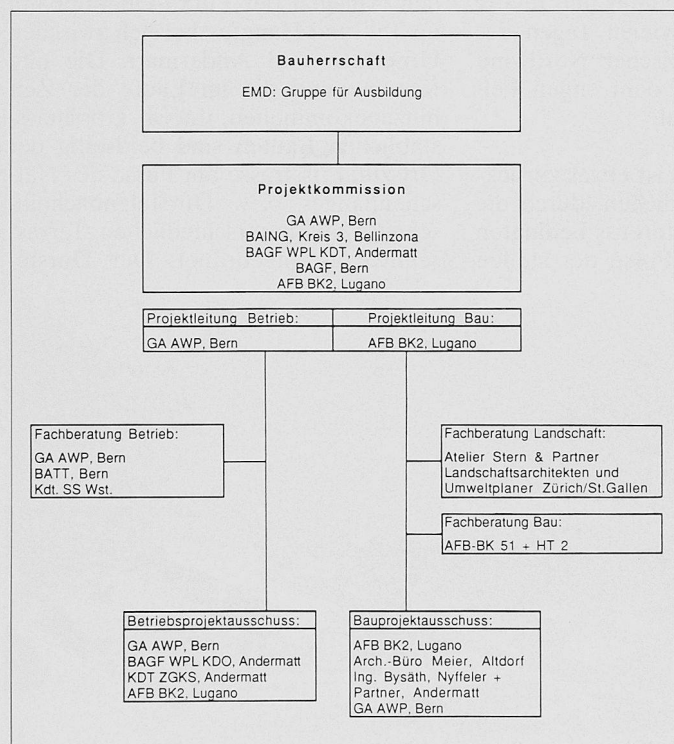 Bauherrschaft
EMD: Gruppe für Ausbildung
Projektkommission
GA AWP, Bern
BAING, Kreis 3, Bellinzona
BAGF WPL KDT, Andermatt
BAGF, Bern
AFB BK2, Lugano
Projektleitung Betrieb:
GA AWP, Bern
Projektleitung Bau:
AFB BK2, Lugano
Fachberatung Betrieb:
GA AWP, Bern
BATT, Bern
Kdt. SS Wst.
Fachberatung Landschaft:
Atelier Stern & Partner
Landschaftsarchitekten und
Umweltplaner Zürich/St.Gallen
Fachberatung Bau:
AFB-BK 51 + HT 2
Betriebsprojektausschuss:
GA AWP, Bern
BAGF WPL KDO, Andermatt
KDT ZGKS, Andermatt
AFB BK2, Lugano
Bauprojektausschuss:
AFB BK2, Lugano
Arch.-Büro Meier, Altdorf
Ing. Bysäth, Nyffeler +
Partner, Andermatt
GA AWP, Bern